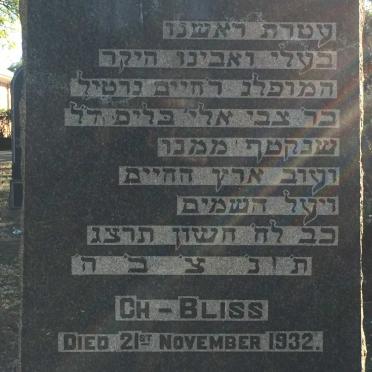 עטרת ראשנו
בעלי ואבינו היקר
המופלג ר' חיים גרטיל
בר צבי אלי בליס ז"ל
שנקטף ממנו
ועזב ארץ החיים
ויעל השמים
כב לח' חשון תרצג
ת' נ' צ' ב' ה'
CH – BLISS
DIED 21ST NOVEMBER 1932.